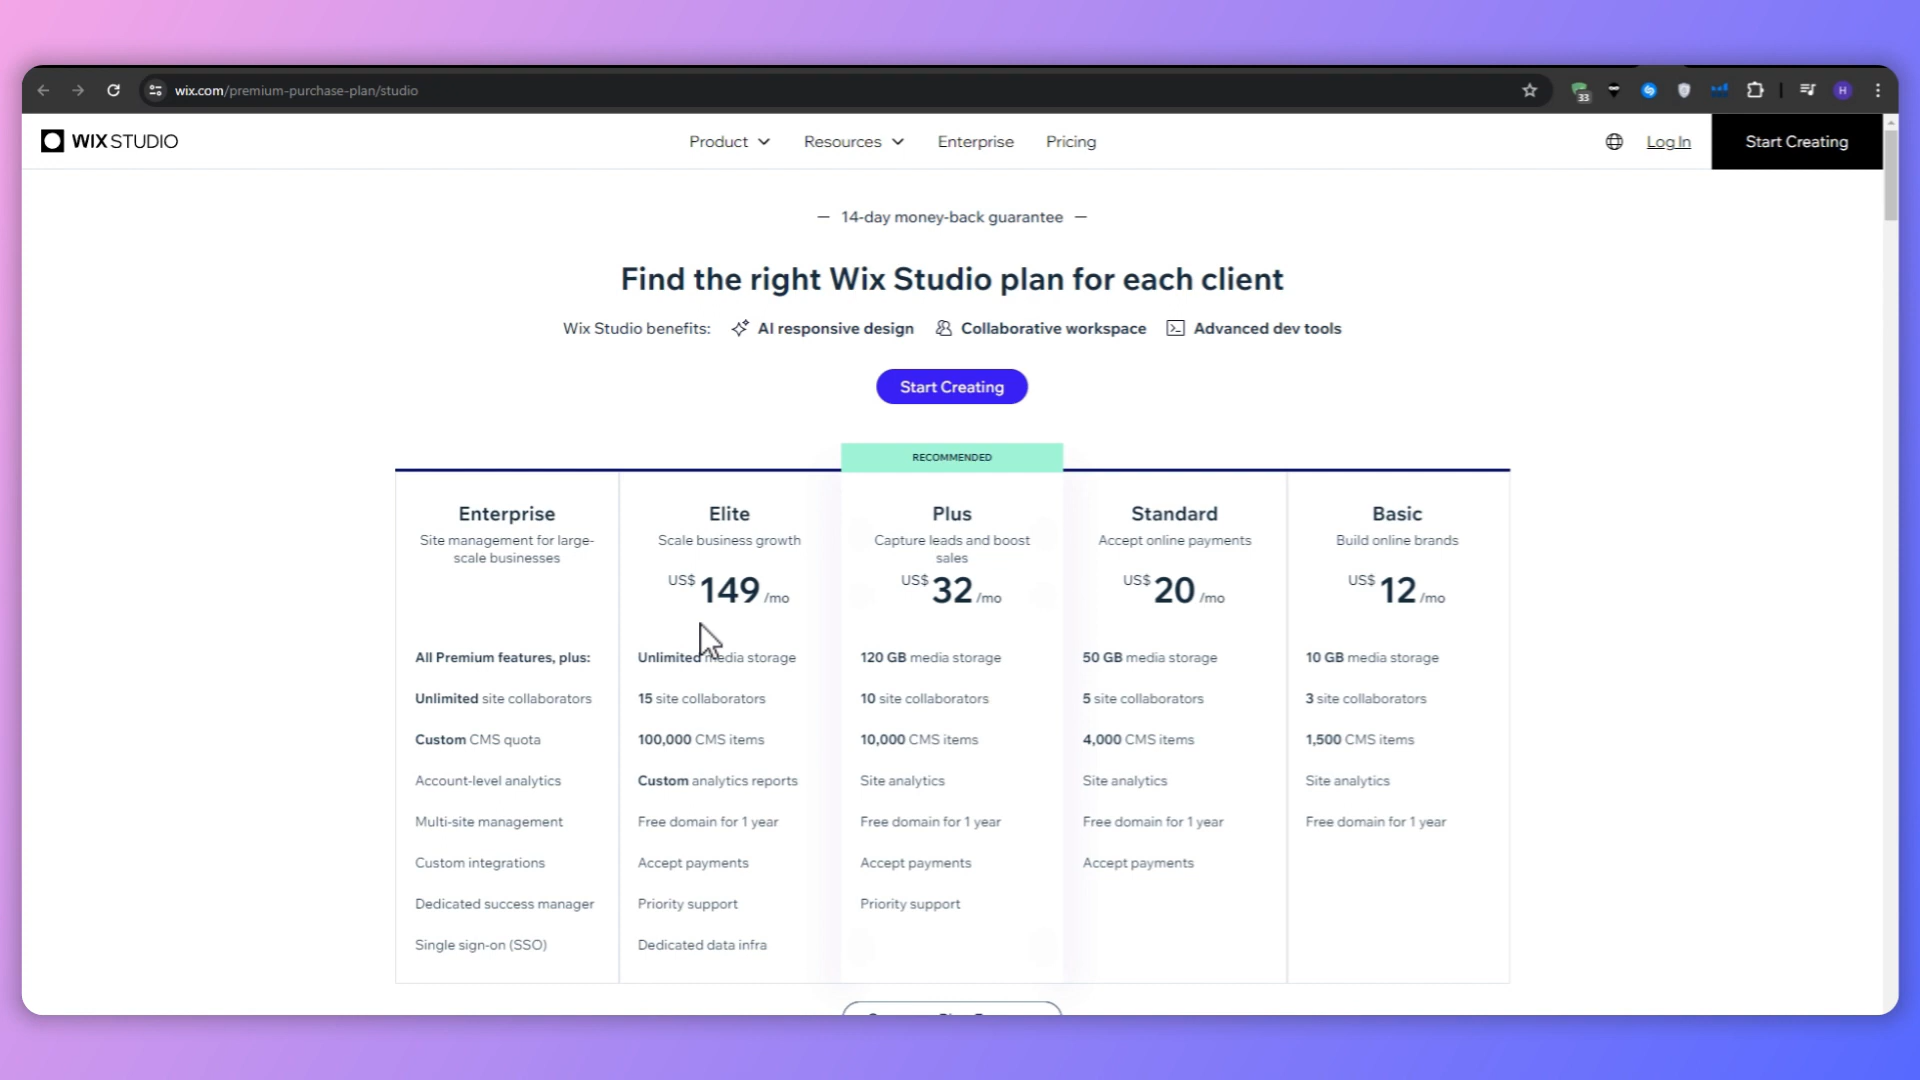 wix.com/premium-purchase-plan/studio
33
H
WIX STUDIO
Product
Resources
Enterprise
Pricing
Log In
Start Creating
— 14-day money-back guarantee —
Find the right Wix Studio plan for each client
Wix Studio benefits: AI responsive design Collaborative workspace Advanced dev tools
Start Creating
RECOMMENDED
Enterprise
Site management for large-
scale businesses
All Premium features, plus:
Unlimited site collaborators
Custom CMS quota
Account-level analytics
Multi-site management
Custom integrations
Dedicated success manager
Single sign-on (SSO)
Elite
Scale business growth
US$ 149 /mo
Unlimited media storage
15 site collaborators
100,000 CMS items
Custom analytics reports
Free domain for 1 year
Accept payments
Priority support
Dedicated data infra
Plus
Capture leads and boost
sales
US$ 32 /mo
120 GB media storage
10 site collaborators
10,000 CMS items
Site analytics
Free domain for 1 year
Accept payments
Priority support
Standard
Accept online payments
US$ 20 /mo
50 GB media storage
5 site collaborators
4,000 CMS items
Site analytics
Free domain for 1 year
Accept payments
Basic
Build online brands
US$ 12 /mo
10 GB media storage
3 site collaborators
1,500 CMS items
Site analytics
Free domain for 1 year